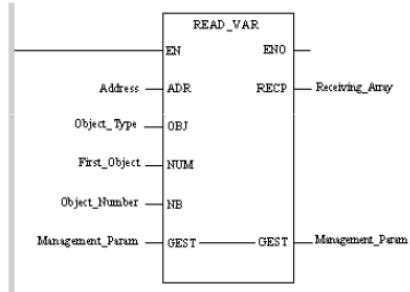 READ_VAR
EN ENO
Address ADR RECP Receiving_Array
Object_Type OBJ
First_Object NUM
Object_Number NB
Management_Param GEST GEST Management_Param